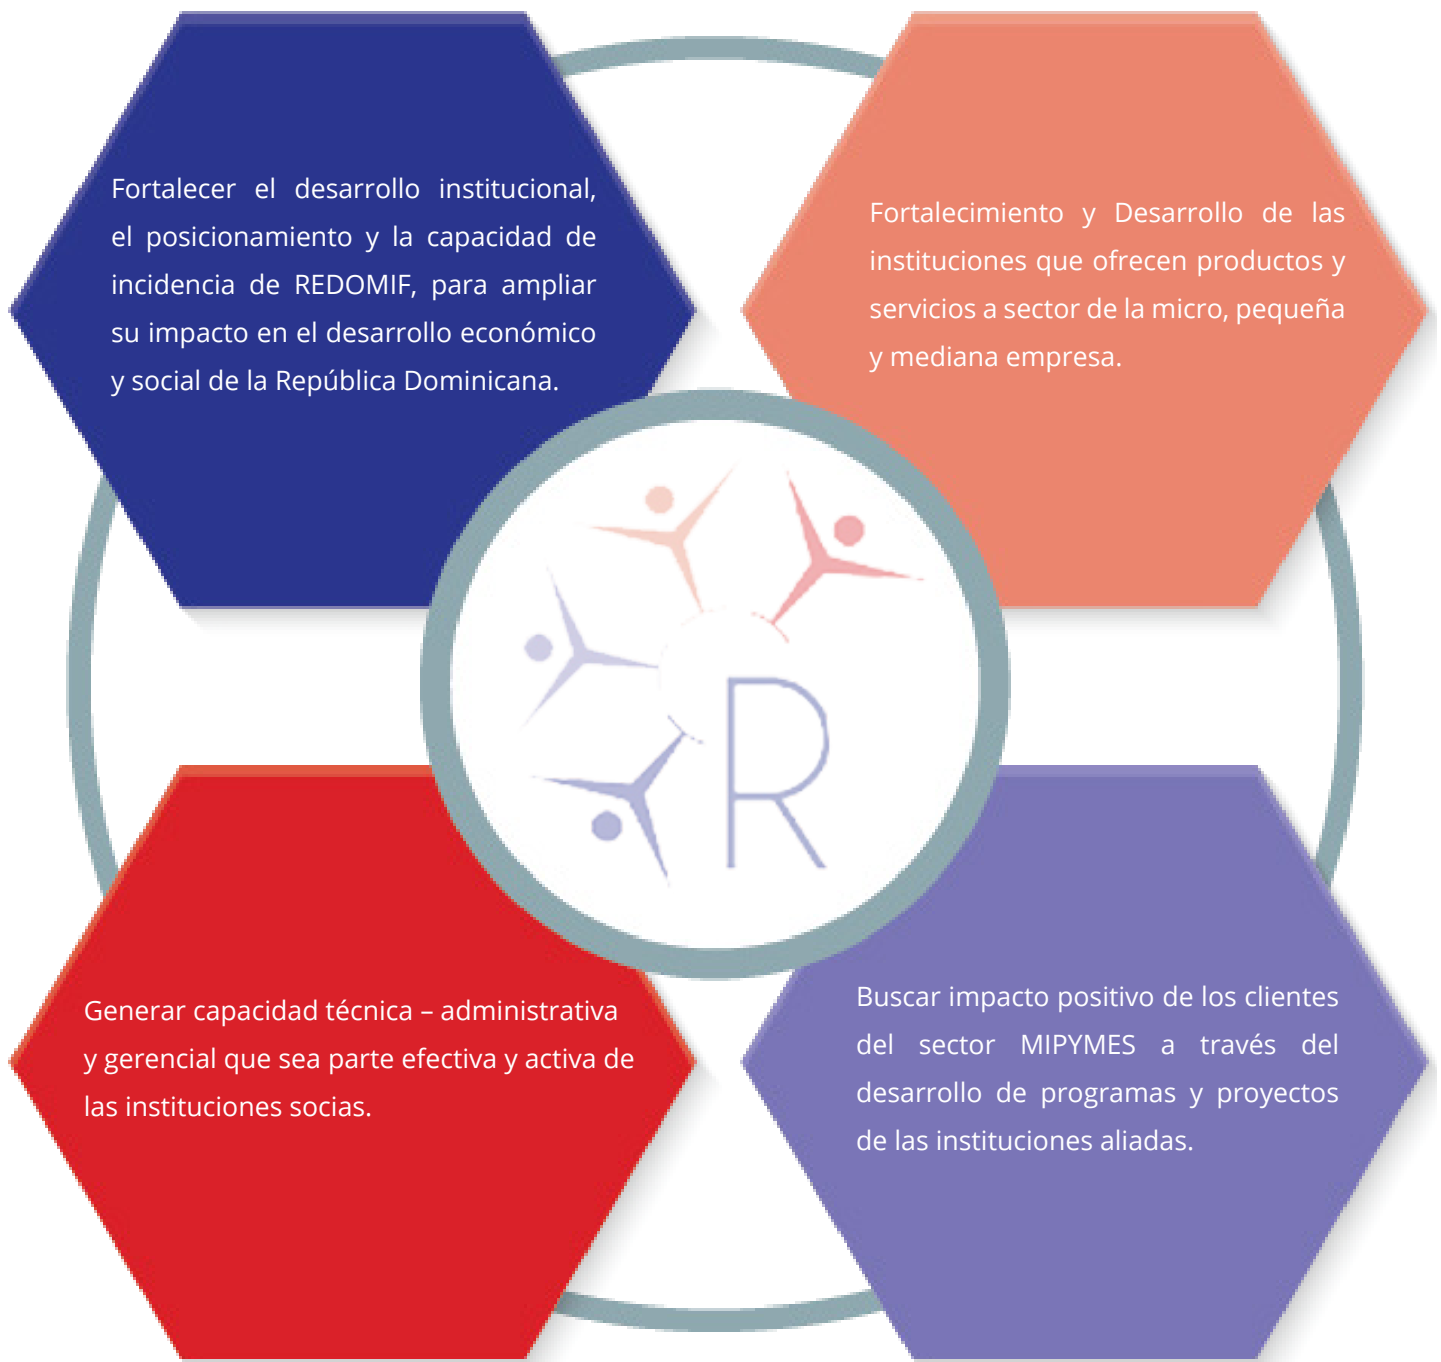 Fortalecer el desarrollo institucional,
el posicionamiento y la capacidad de
incidencia de REDOMIF, para ampliar
su impacto en el desarrollo económico
y social de la República Dominicana.
Fortalecimiento y Desarrollo de las
instituciones que ofrecen productos y
servicios a sector de la micro, pequeña
y mediana empresa.
R
Generar capacidad técnica – administrativa
y gerencial que sea parte efectiva y activa de
las instituciones socias.
Buscar impacto positivo de los clientes
del sector MIPYMES a través del
desarrollo de programas y proyectos
de las instituciones aliadas.